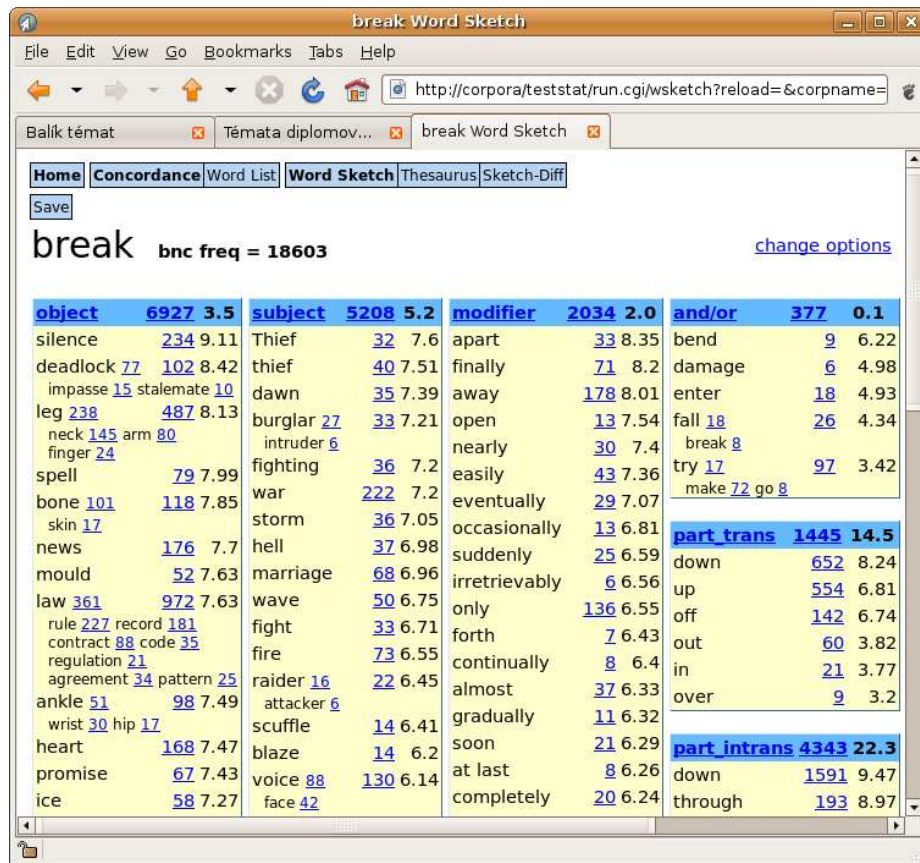 break Word Sketch
File Edit View Go Bookmarks Tabs Help
http://corpora/teststat/run.cgi/wsketch?reload=&corpname=
Balík témat
Témata diplomov...
break Word Sketch
Home Concordance Word List Word Sketch Thesaurus Sketch-Diff
Save
break bnc freq = 18603
change options
object 6927 3.5
silence 234 9.11
deadlock 77 102 8.42
impasse 15 stalemate 10
leg 238 487 8.13
neck 145 arm 80
finger 24
spell 79 7.99
bone 101 118 7.85
skin 17
news 176 7.7
mould 52 7.63
law 361 972 7.63
rule 227 record 181
contract 88 code 35
regulation 21
agreement 34 pattern 25
ankle 51 98 7.49
wrist 30 hip 17
heart 168 7.47
promise 67 7.43
ice 58 7.27
subject 5208 5.2
Thief 32 7.6
thief 40 7.51
dawn 35 7.39
burglar 27 33 7.21
intruder 6
fighting 36 7.2
war 222 7.2
storm 36 7.05
hell 37 6.98
marriage 68 6.96
wave 50 6.75
fight 33 6.71
fire 73 6.55
raider 16 22 6.45
attacker 6
scuffle 14 6.41
blaze 14 6.2
voice 88 130 6.14
face 42
modifier 2034 2.0
apart 33 8.35
finally 71 8.2
away 178 8.01
open 13 7.54
nearly 30 7.4
easily 43 7.36
eventually 29 7.07
occasionally 13 6.81
suddenly 25 6.59
irretrievably 6 6.56
only 136 6.55
forth 7 6.43
continually 8 6.4
almost 37 6.33
gradually 11 6.32
soon 21 6.29
at last 8 6.26
completely 20 6.24
and/or 377 0.1
bend 9 6.22
damage 6 4.98
enter 18 4.93
fall 18 26 4.34
break 8
try 17 97 3.42
make 72 go 8
part_trans 1445 14.5
down 652 8.24
up 554 6.81
off 142 6.74
out 60 3.82
in 21 3.77
over 9 3.2
part_intrans 4343 22.3
down 1591 9.47
through 193 8.97